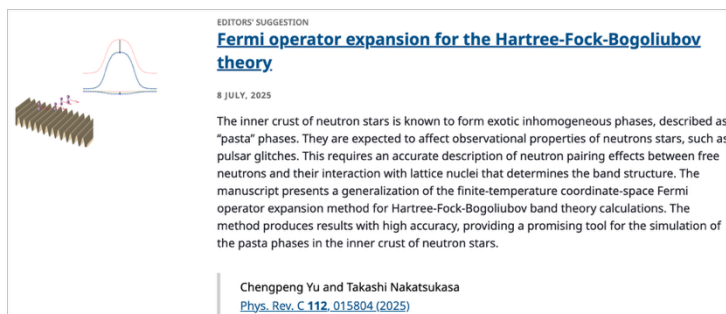 EDITORS' SUGGESTION
Fermi operator expansion for the Hartree-Fock-Bogoliubov
theory
8 JULY, 2025
The inner crust of neutron stars is known to form exotic inhomogeneous phases, described as
“pasta” phases. They are expected to affect observational properties of neutrons stars, such as
pulsar glitches. This requires an accurate description of neutron pairing effects between free
neutrons and their interaction with lattice nuclei that determines the band structure. The
manuscript presents a generalization of the finite-temperature coordinate-space Fermi
operator expansion method for Hartree-Fock-Bogoliubov band theory calculations. The
method produces results with high accuracy, providing a promising tool for the simulation of
the pasta phases in the inner crust of neutron stars.
Chengpeng Yu and Takashi Nakatsukasa
Phys. Rev. C 112, 015804 (2025)